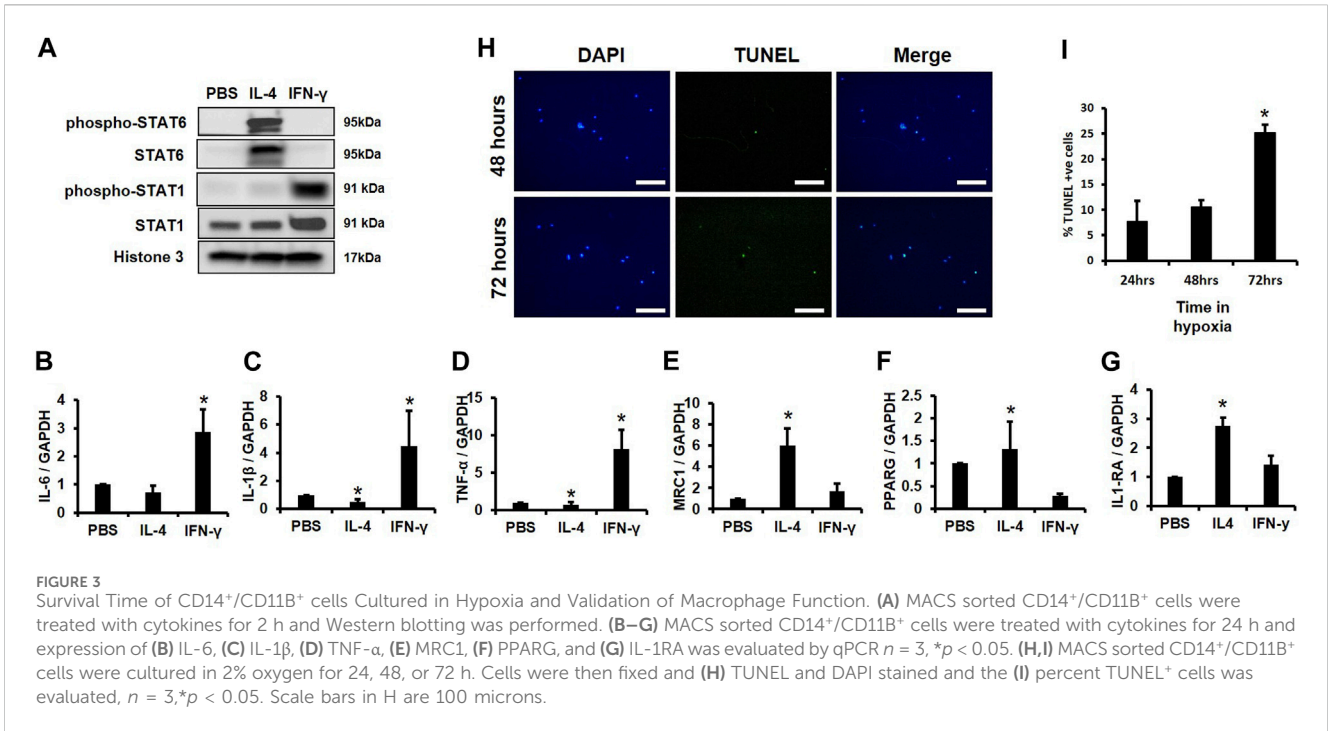 A
PBS IL-4 IFN-γ
phospho-STAT6 95kDa
STAT6 95kDa
phospho-STAT1 91 kDa
STAT1 91 kDa
Histone 3 17kDa
H
DAPI TUNEL Merge
48 hours
72 hours
I
% TUNEL +ve cells
30
25
20
15
10
5
0
*
24hrs 48hrs 72hrs
Time in
hypoxia
B
IL-6 / GAPDH
4
3
2
1
0
*
PBS IL-4 IFN-γ
C
IL-1β / GAPDH
8
6
4
2
0
* *
PBS IL-4 IFN-γ
D
TNF-α / GAPDH
15
10
5
0
* *
PBS IL-4 IFN-γ
E
MRC1 / GAPDH
10
8
6
4
2
0
*
PBS IL-4 IFN-γ
F
PPARG / GAPDH
2.5
2
1.5
1
0.5
0
*
PBS IL-4 IFN-γ
G
IL1-RA / GAPDH
4
3
2
1
0
*
PBS IL4 IFN-y
FIGURE 3
Survival Time of CD14⁺/CD11B⁺ cells Cultured in Hypoxia and Validation of Macrophage Function. (A) MACS sorted CD14⁺/CD11B⁺ cells were
treated with cytokines for 2 h and Western blotting was performed. (B–G) MACS sorted CD14⁺/CD11B⁺ cells were treated with cytokines for 24 h and
expression of (B) IL-6, (C) IL-1β, (D) TNF-α, (E) MRC1, (F) PPARG, and (G) IL-1RA was evaluated by qPCR n = 3, *p < 0.05. (H,I) MACS sorted CD14⁺/CD11B⁺
cells were cultured in 2% oxygen for 24, 48, or 72 h. Cells were then fixed and (H) TUNEL and DAPI stained and the (I) percent TUNEL⁺ cells was
evaluated, n = 3,*p < 0.05. Scale bars in H are 100 microns.